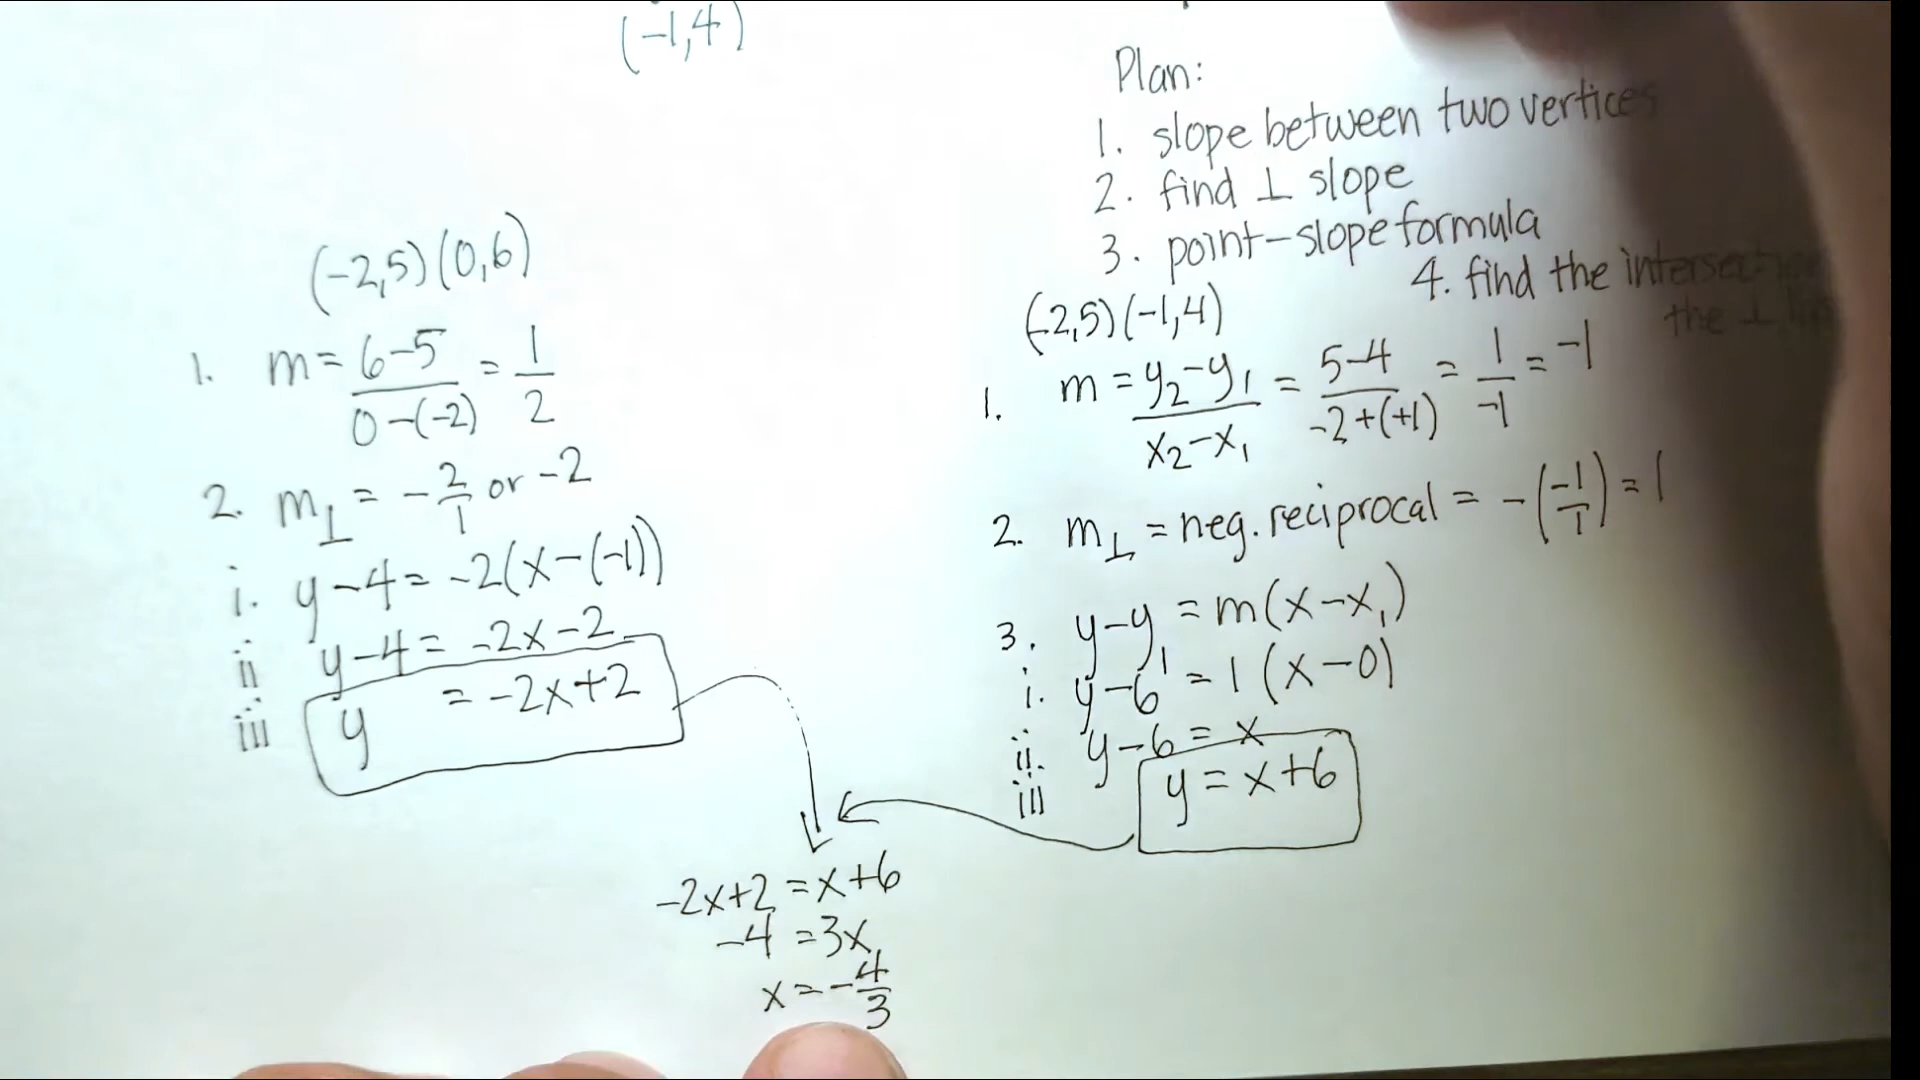 (-1,4)
(-2,5)(0,6)
1. m = 6-5 / 0-(-2) = 1/2
2. m⊥ = -2/1 or -2
i. y-4 = -2(x-(-1))
ii y-4 = -2x-2
iii y = -2x+2
Plan:
1. slope between two vertices
2. find ⊥ slope
3. point-slope formula
4. find the intersection
the ⊥
(-2,5)(-1,4)
1. m = y₂-y₁ / x₂-x₁ = 5-4 / -2+(+1) = 1/-1 = -1
2. m⊥ = neg. reciprocal = -(-1/1) = 1
3. y-y₁ = m(x-x₁)
i. y-6 = 1(x-0)
ii. y-6 = x
iii y = x+6
-2x+2 = x+6
-4 = 3x
x = -4/3